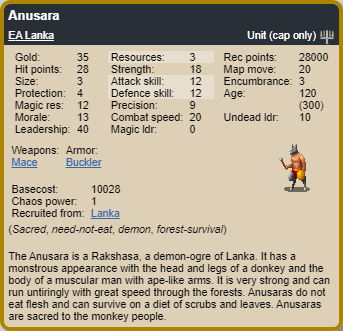 Anusara
EA Lanka Unit (cap only)
Gold: 35 Resources: 3 Rec points: 28000
Hit points: 28 Strength: 18 Map move: 20
Size: 3 Attack skill: 12 Encumbrance: 3
Protection: 4 Defence skill: 12 Age: 120
Magic res: 12 Precision: 9 (300)
Morale: 13 Combat speed: 20 Undead ldr: 10
Leadership: 40 Magic ldr: 0
Weapons: Armor:
Mace Buckler
Basecost: 10028
Chaos power: 1
Recruited from: Lanka
(Sacred, need-not-eat, demon, forest-survival)
The Anusara is a Rakshasa, a demon-ogre of Lanka. It has a
monstrous appearance with the head and legs of a donkey and the
body of a muscular man with ape-like arms. It is very strong and can
run untiringly with great speed through the forests. Anusaras do not
eat flesh and can survive on a diet of scrubs and leaves. Anusaras
are sacred to the monkey people.